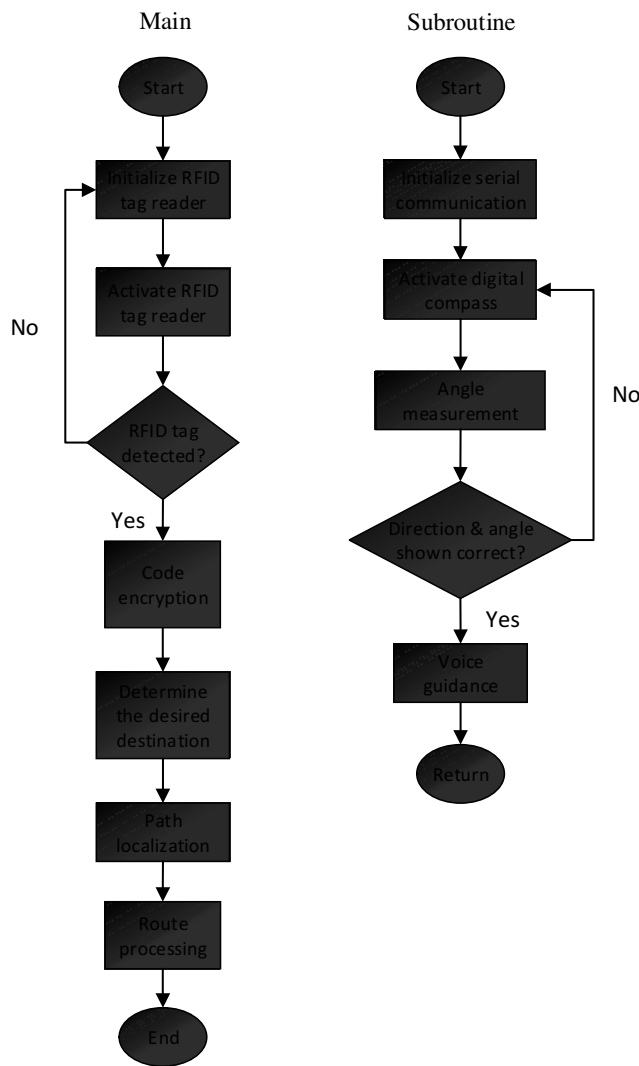 Main
Start
Initialize RFID
tag reader
Activate RFID
tag reader
No
RFID tag
detected?
Yes
Code
encryption
Determine
the desired
destination
Path
localization
Route
processing
End
Subroutine
Start
Initialize serial
communication
Activate digital
compass
Angle
measurement
No
Direction & angle
shown correct?
Yes
Voice
guidance
Return